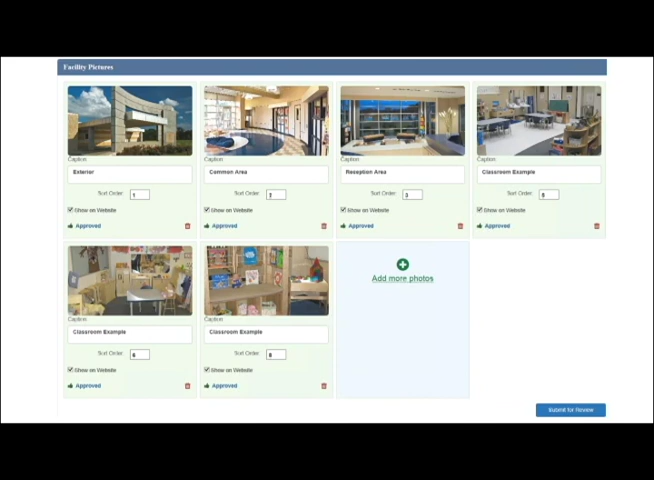 Facility Pictures
Caption: Caption: Caption: Caption:
Exterior Common Area Reception Area Classroom Example
Sort Order: 1 Sort Order: 2 Sort Order: 3 Sort Order:
Show on Website Show on Website Show on Website Show on Website
Approved Approved Approved Approved
Caption: Caption:
Add more photos
Classroom Example Classroom Example
Sort Order: Sort Order:
Show on Website Show on Website
Approved Approved
Submit for Review